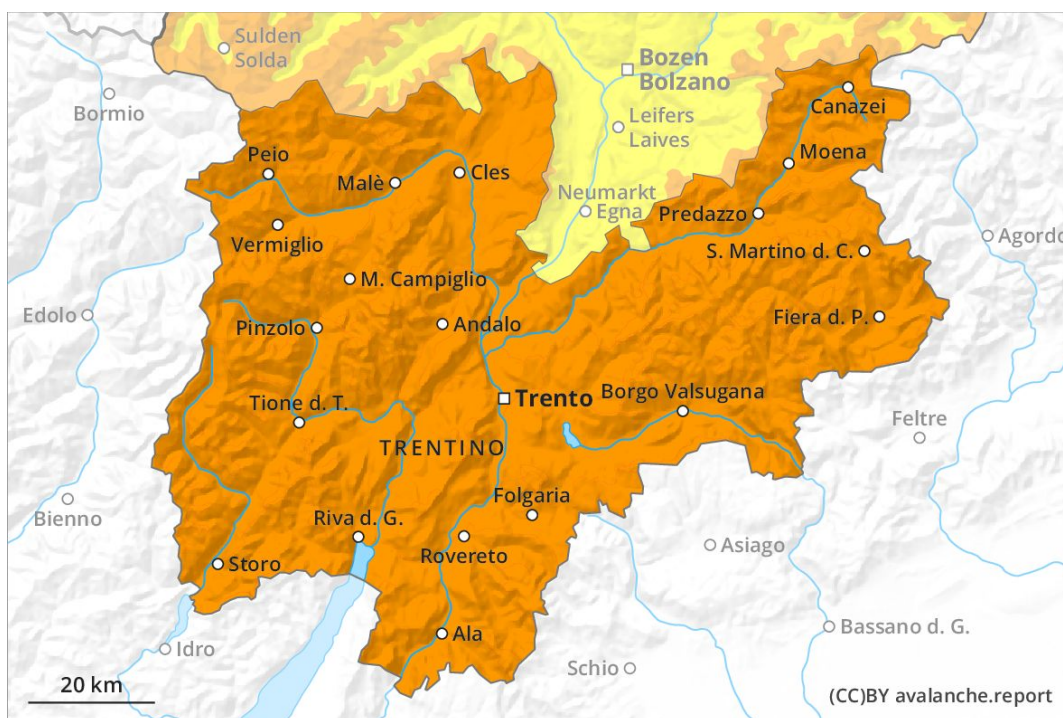 Sulden
Solda
Bozen
Bolzano
Bormio
Canazei
Leifers
Laives
Peio
Malè
Cles
Moena
Neumarkt
Egna
Predazzo
Vermiglio
Agordo
S. Martino d. C.
M. Campiglio
Edolo
Pinzolo
Andalo
Fiera d. P.
Trento
Borgo Valsugana
Tione d. T.
Feltre
TRENTINO
Bienno
Folgaria
Riva d. G.
Asiago
Rovereto
Storo
Ala
Bassano d. G.
Idro
Schio
20 km
(CC)BY avalanche.report